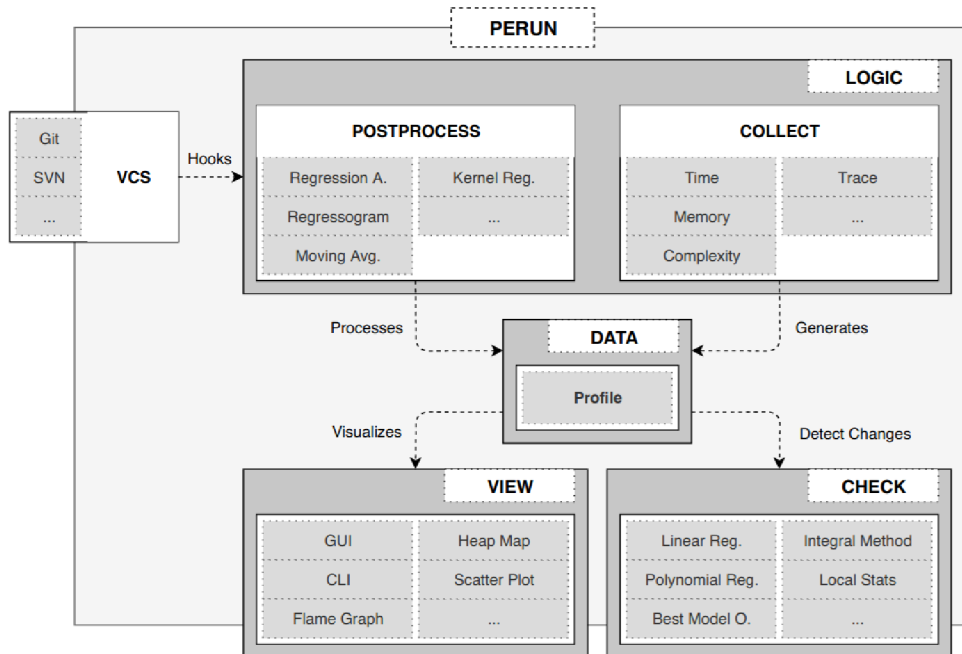 PERUN
LOGIC
Git
SVN
...
VCS
Hooks
POSTPROCESS
Regression A.
Kernel Reg.
Regressogram
...
Moving Avg.
COLLECT
Time
Trace
Memory
...
Complexity
Processes
Generates
DATA
Profile
Visualizes
Detect Changes
VIEW
GUI
Heap Map
CLI
Scatter Plot
Flame Graph
...
CHECK
Linear Reg.
Integral Method
Polynomial Reg.
Local Stats
Best Model O.
...